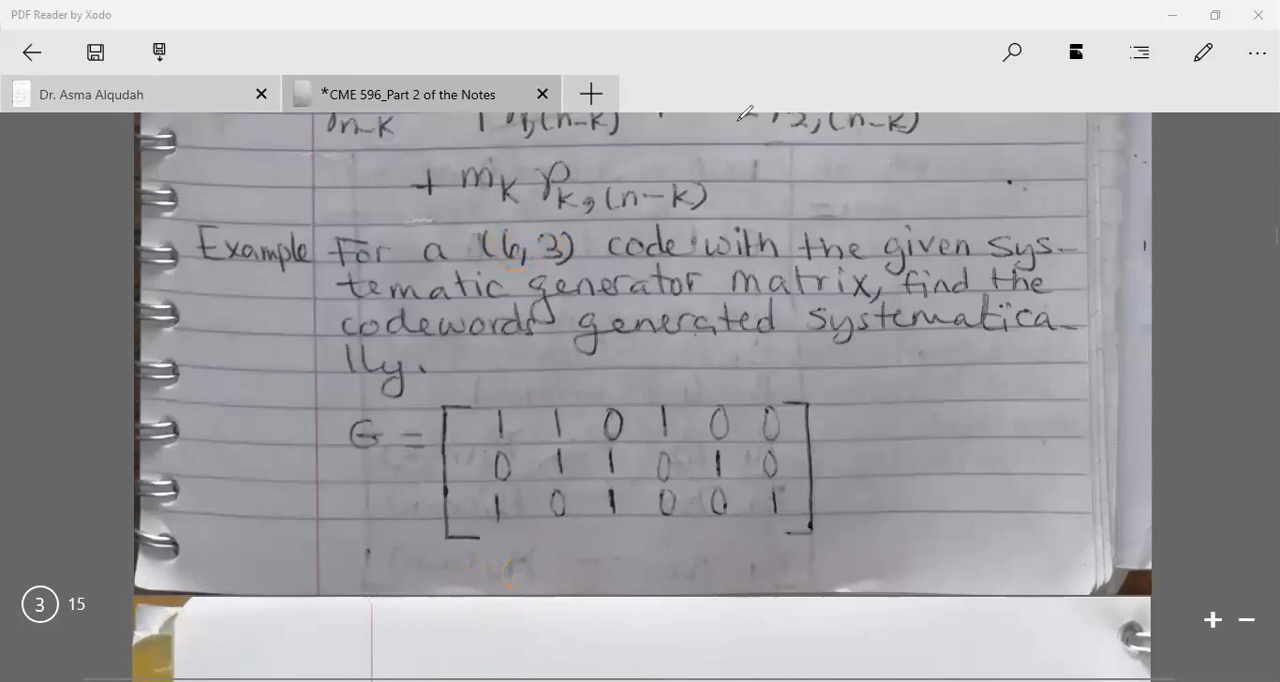 PDF Reader by Xodo
Dr. Asma Alqudah
*CME 596_Part 2 of the Notes
+ mK pK,(n-K)
Example For a (6,3) code with the given sys-
tematic generator matrix, find the
codewords generated systematica-
lly.
G = 1 1 0 1 0 0
0 1 1 0 1 0
1 0 1 0 0 1
3 15